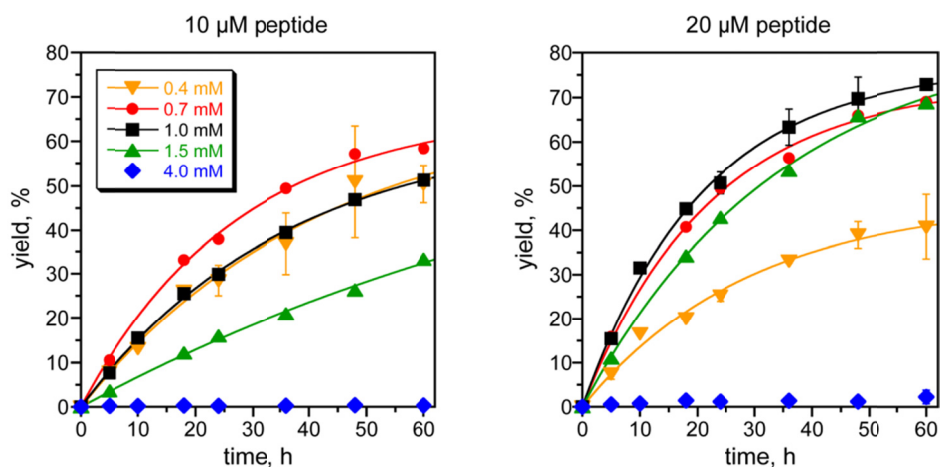 10 µM peptide
yield, %
80
70
60
50
40
30
20
10
0
0.4 mM
0.7 mM
1.0 mM
1.5 mM
4.0 mM
0 10 20 30 40 50 60
time, h
20 µM peptide
yield, %
80
70
60
50
40
30
20
10
0
0 10 20 30 40 50 60
time, h